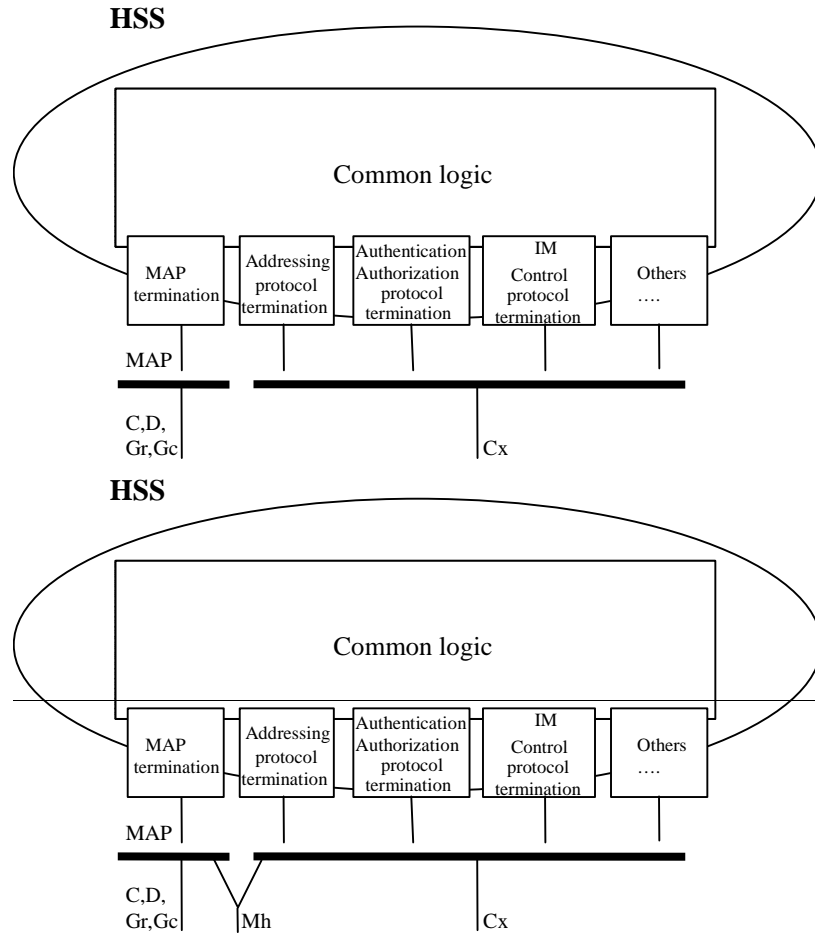 HSS
Common logic
MAP
termination
Addressing
protocol
termination
Authentication
Authorization
protocol
termination
IM
Control
protocol
termination
Others
….
MAP
C,D,
Gr,Gc
Cx
HSS
Common logic
MAP
termination
Addressing
protocol
termination
Authentication
Authorization
protocol
termination
IM
Control
protocol
termination
Others
….
MAP
C,D,
Gr,Gc
Mh
Cx